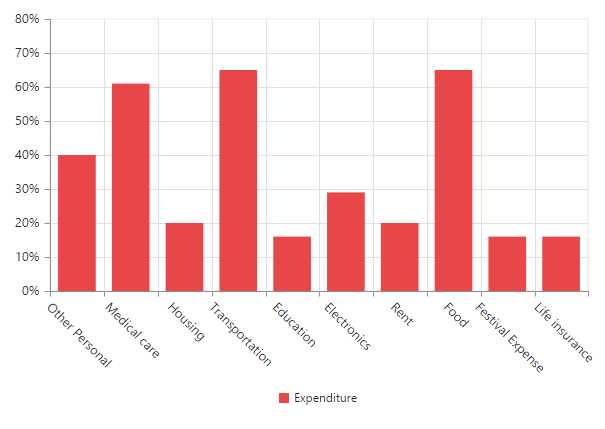 80%
70%
60%
50%
40%
30%
20%
10%
0%
Other Personal
Medical care
Housing
Transportation
Education
Electronics
Rent
Food
Festival Expense
Life insurance
Expenditure